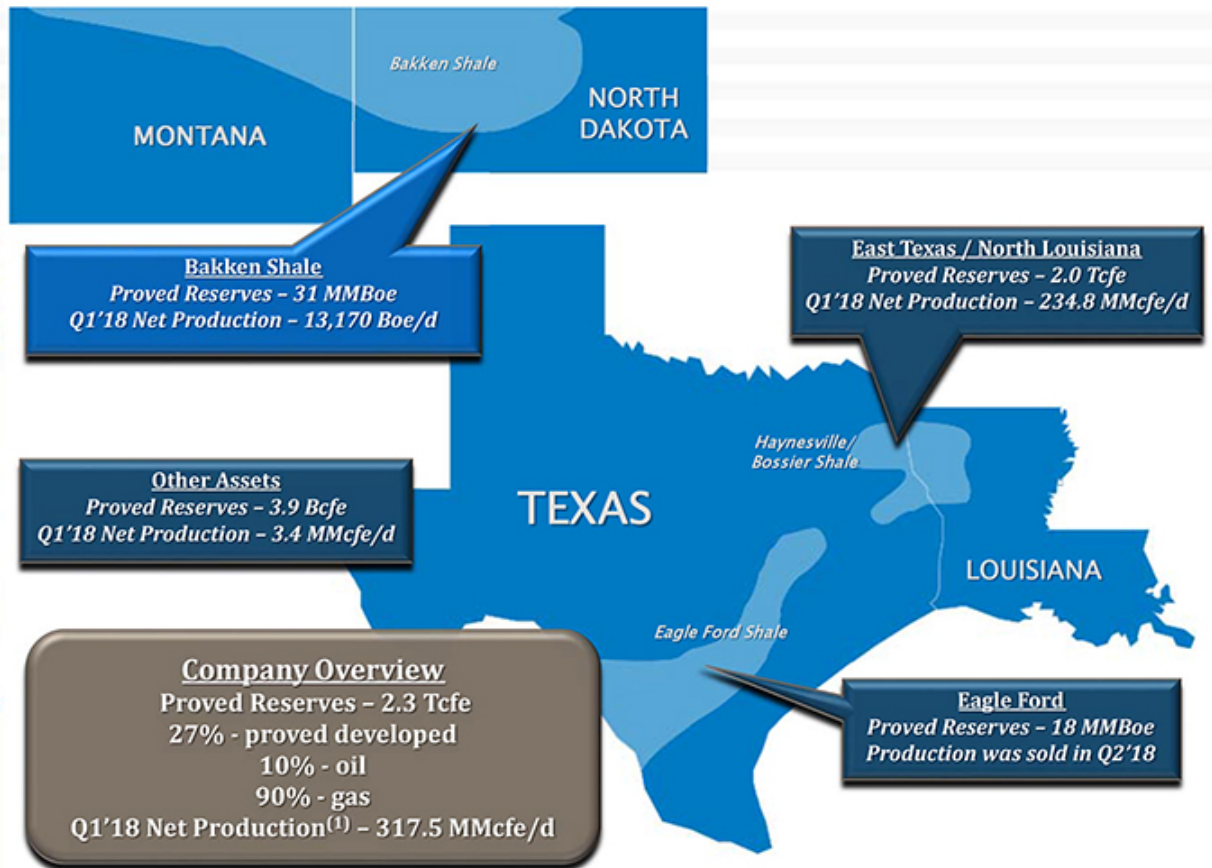 Bakken Shale
NORTH
DAKOTA
MONTANA
Bakken Shale
Proved Reserves – 31 MMBoe
Q1’18 Net Production – 13,170 Boe/d
East Texas / North Louisiana
Proved Reserves – 2.0 Tcfe
Q1’18 Net Production – 234.8 MMcfe/d
Haynesville/
Bossier Shale
Other Assets
Proved Reserves – 3.9 Bcfe
Q1’18 Net Production – 3.4 MMcfe/d
TEXAS
LOUISIANA
Eagle Ford Shale
Company Overview
Proved Reserves – 2.3 Tcfe
27% - proved developed
10% - oil
90% - gas
Q1’18 Net Production(1) – 317.5 MMcfe/d
Eagle Ford
Proved Reserves – 18 MMBoe
Production was sold in Q2’18